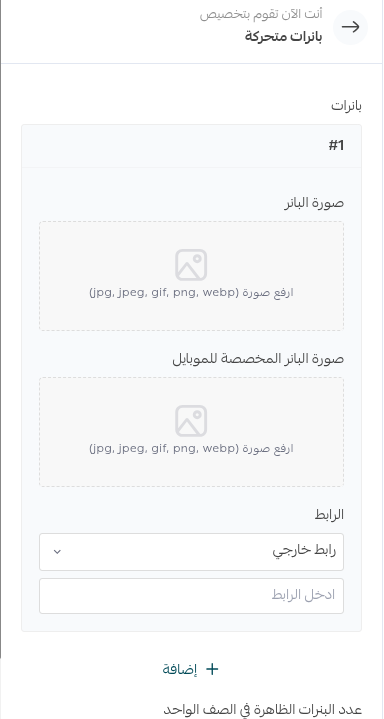 أنت الآن تقوم بتخصيص
بانرات متحركة
بانرات
#1
صورة البانر
ارفع صورة (jpg, jpeg, gif, png, webp)
صورة البانر المخصصة للموبايل
ارفع صورة (jpg, jpeg, gif, png, webp)
الرابط
رابط خارجي
ادخل الرابط
+ إضافة
عدد البنرات الظاهرة في الصف الواحد